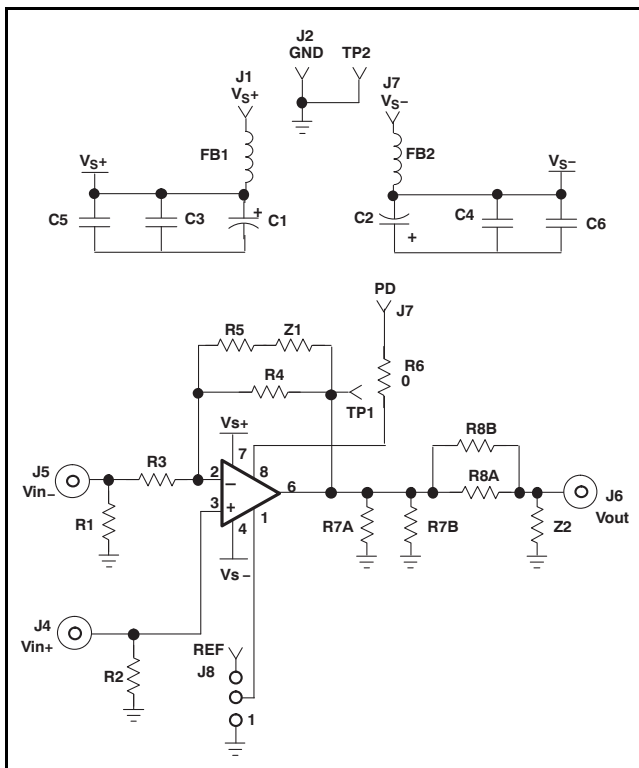 J2
GND
TP2
J1
VS+
J7
VS−
FB1
FB2
VS+
VS−
C5
C3
+
C1
C2
+
C4
C6
PD
J7
R5
Z1
R6
0
R4
TP1
Vs+
7
R8B
J5
Vin−
R3
2
−
8
6
R8A
J6
Vout
3
+
1
R1
4
R7A
R7B
Z2
Vs−
J4
Vin+
REF
J8
R2
1